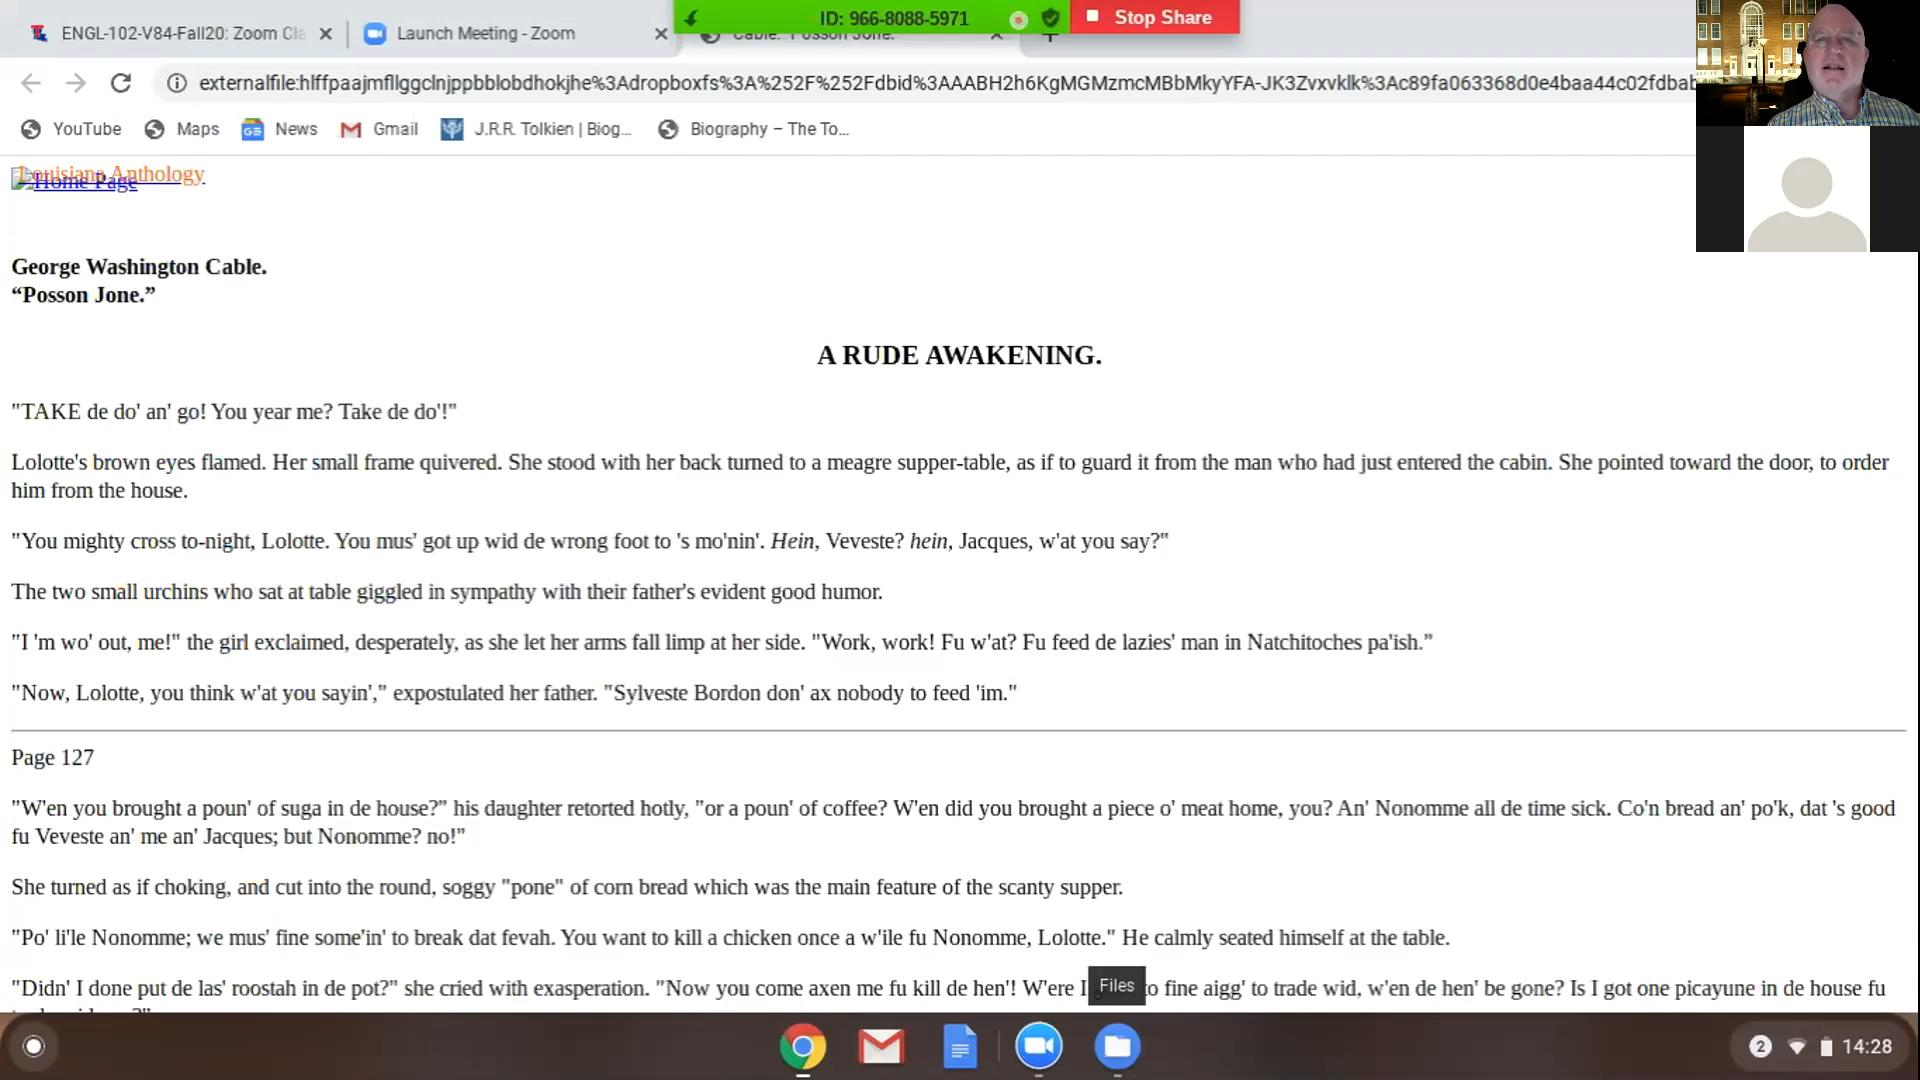 ENGL-102-V84-Fall20: Zoom Cla
Launch Meeting - Zoom
Cable. "Posson Jone."
ID: 966-8088-5971
Stop Share
externalfile:hlffpaajmfllggclnjppbblobdhokjhe%3Adropboxfs%3A%252F%252Fdbid%3AAABH2h6KgMGMzmcMBbMkyYFA-JK3Zvxvklk%3Ac89fa063368d0e4baa44c02fdbab
YouTube
Maps
News
Gmail
J.R.R. Tolkien | Biog...
Biography – The To...
Louisiana Anthology
Home Page
George Washington Cable.
“Posson Jone.”
A RUDE AWAKENING.
"TAKE de do' an' go! You year me? Take de do'!"
Lolotte's brown eyes flamed. Her small frame quivered. She stood with her back turned to a meagre supper-table, as if to guard it from the man who had just entered the cabin. She pointed toward the door, to order
him from the house.
"You mighty cross to-night, Lolotte. You mus' got up wid de wrong foot to 's mo'nin'. Hein, Veveste? hein, Jacques, w'at you say?"
The two small urchins who sat at table giggled in sympathy with their father's evident good humor.
"I 'm wo' out, me!" the girl exclaimed, desperately, as she let her arms fall limp at her side. "Work, work! Fu w'at? Fu feed de lazies' man in Natchitoches pa'ish."
"Now, Lolotte, you think w'at you sayin'," expostulated her father. "Sylveste Bordon don' ax nobody to feed 'im."
Page 127
"W'en you brought a poun' of suga in de house?" his daughter retorted hotly, "or a poun' of coffee? W'en did you brought a piece o' meat home, you? An' Nonomme all de time sick. Co'n bread an' po'k, dat 's good
fu Veveste an' me an' Jacques; but Nonomme? no!"
She turned as if choking, and cut into the round, soggy "pone" of corn bread which was the main feature of the scanty supper.
"Po' li'le Nonomme; we mus' fine some'in' to break dat fevah. You want to kill a chicken once a w'ile fu Nonomme, Lolotte." He calmly seated himself at the table.
"Didn' I done put de las' roostah in de pot?" she cried with exasperation. "Now you come axen me fu kill de hen'! W'ere I to fine aigg' to trade wid, w'en de hen' be gone? Is I got one picayune in de house fu
Files
2
14:28